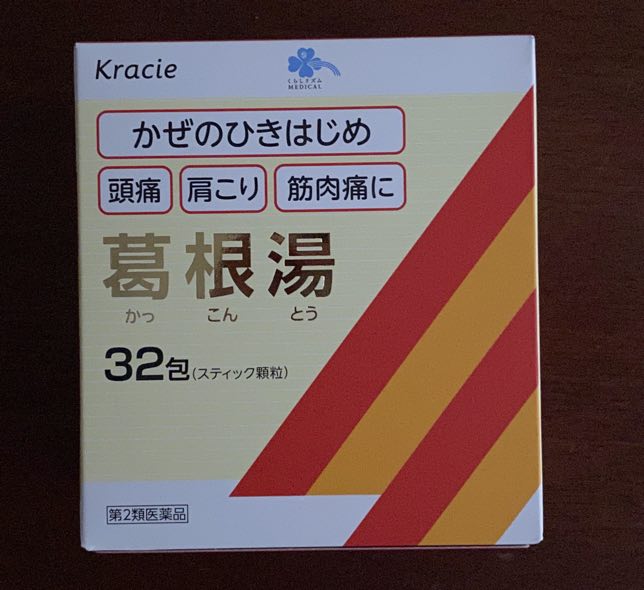 Kracie
くらしリズム
MEDICAL
かぜのひきはじめ
頭痛 肩こり 筋肉痛に
葛根湯
かっ こん とう
32包(スティック顆粒)
第2類医薬品